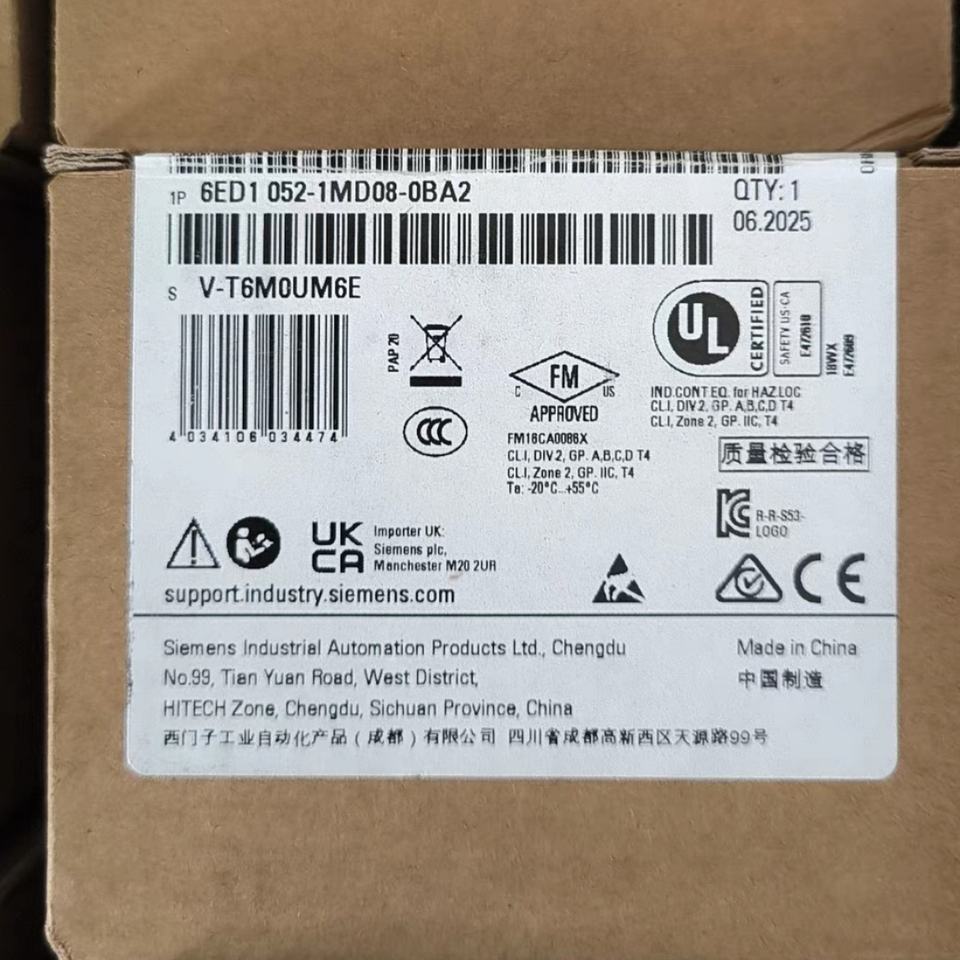 1P 6ED1 052-1MD08-0BA2
QTY: 1
06.2025
S V-T6M0UM6E
PAP 20
4 034106 034474
C FM US
APPROVED
FM16CA0086X
CL I, DIV 2, GP. A,B,C,D T4
CL I, Zone 2, GP. IIC, T4
Ta: -20°C...+55°C
UL
CERTIFIED
SAFETY US-CA
E472610
18WX
E472609
IND.CONT.EQ. for HAZ.LOC
CL I, DIV 2, GP. A,B,C,D T4
CL I, Zone 2, GP. IIC, T4
CCC
质量检验合格
R-R-S53-
LOGO
UK
CA
Importer UK:
Siemens plc,
Manchester M20 2UR
CE
support.industry.siemens.com
Siemens Industrial Automation Products Ltd., Chengdu
No.99, Tian Yuan Road, West District,
HITECH Zone, Chengdu, Sichuan Province, China
西门子工业自动化产品（成都）有限公司 四川省成都高新西区天源路99号
Made in China
中国制造